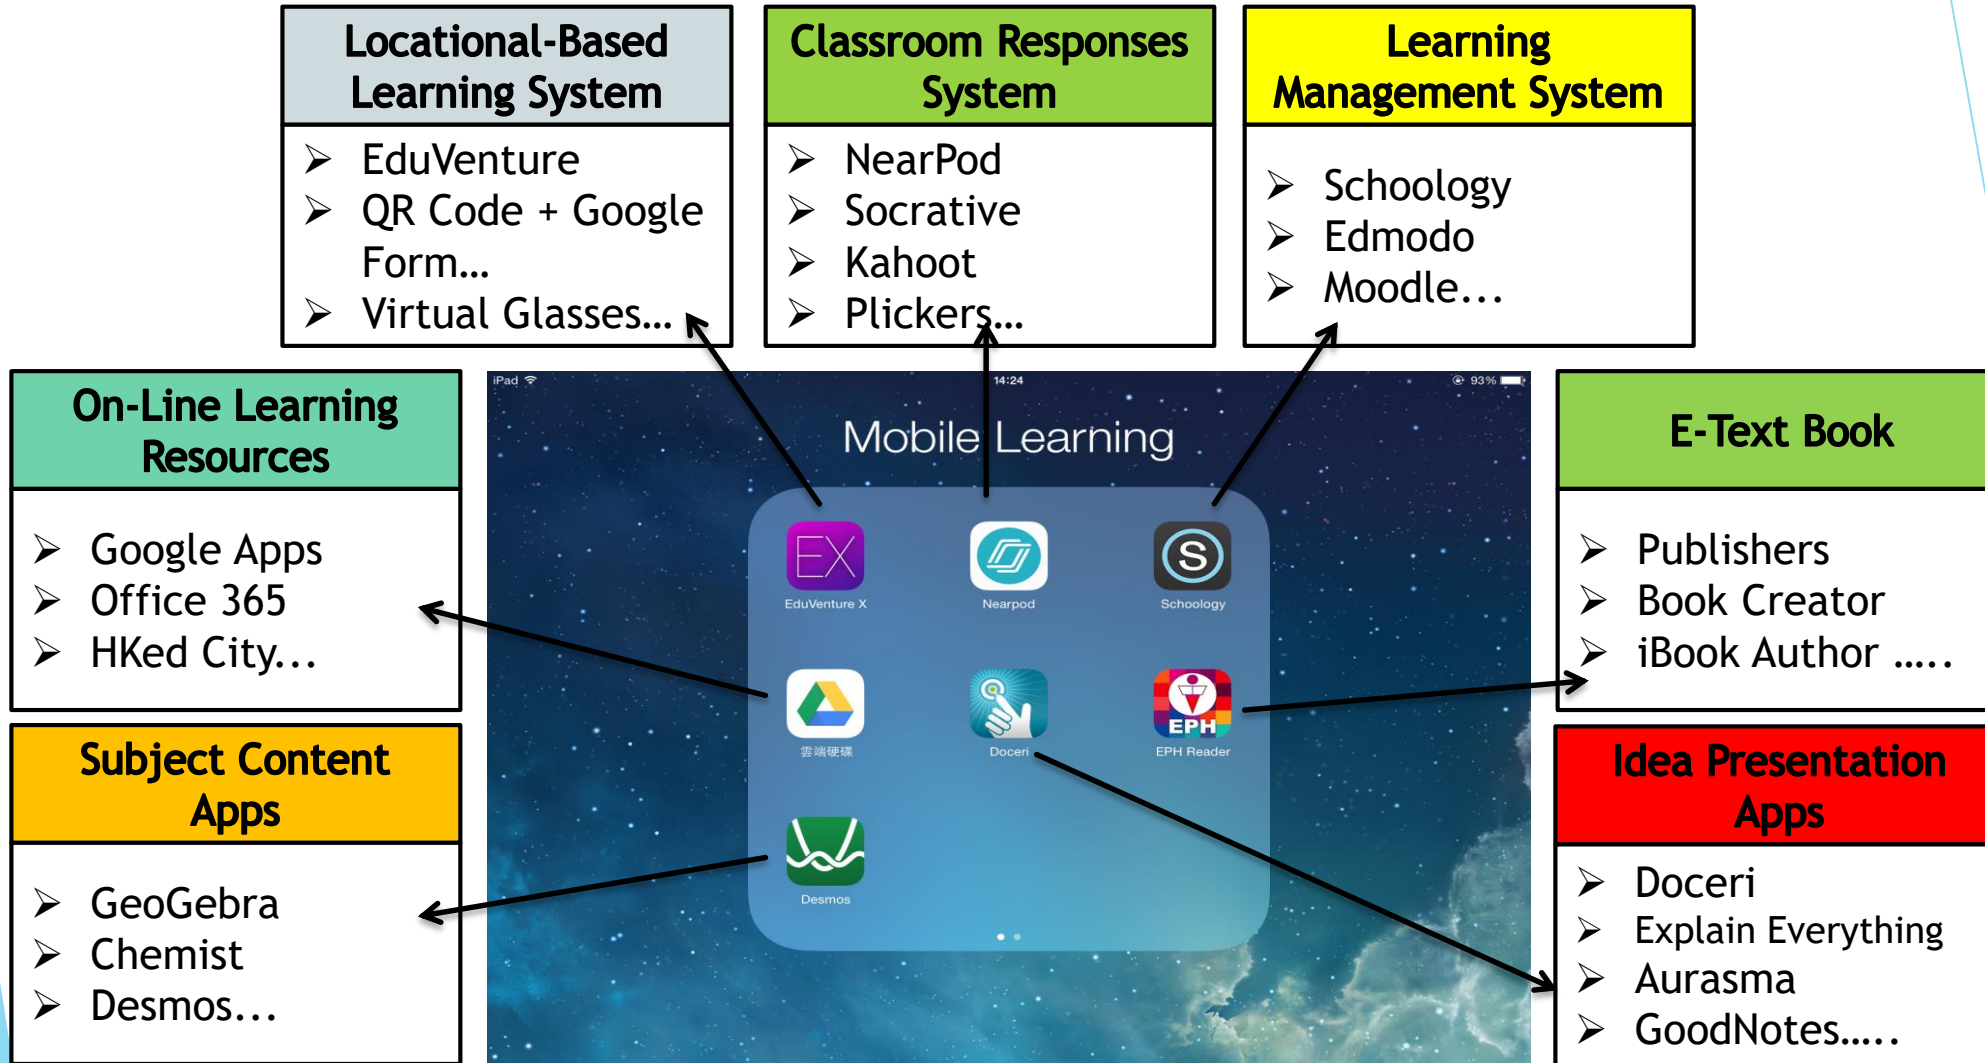 Locational-Based
Learning System
➢ EduVenture
➢ QR Code + Google
Form…
➢ Virtual Glasses…
Classroom Responses
System
➢ NearPod
➢ Socrative
➢ Kahoot
➢ Plickers…
Learning
Management System
➢ Schoology
➢ Edmodo
➢ Moodle...
On-Line Learning
Resources
➢ Google Apps
➢ Office 365
➢ HKed City...
Subject Content
Apps
➢ GeoGebra
➢ Chemist
➢ Desmos...
iPad 14:24 93%
Mobile Learning
EX
S
EduVenture X Nearpod Schoology
EPH
雲端硬碟 Doceri EPH Reader
Desmos
E-Text Book
➢ Publishers
➢ Book Creator
➢ iBook Author …..
Idea Presentation
Apps
➢ Doceri
➢ Explain Everything
➢ Aurasma
➢ GoodNotes…..